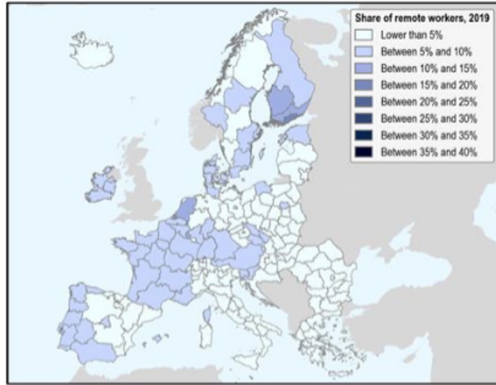 Share of remote workers, 2019
Lower than 5%
Between 5% and 10%
Between 10% and 15%
Between 15% and 20%
Between 20% and 25%
Between 25% and 30%
Between 30% and 35%
Between 35% and 40%